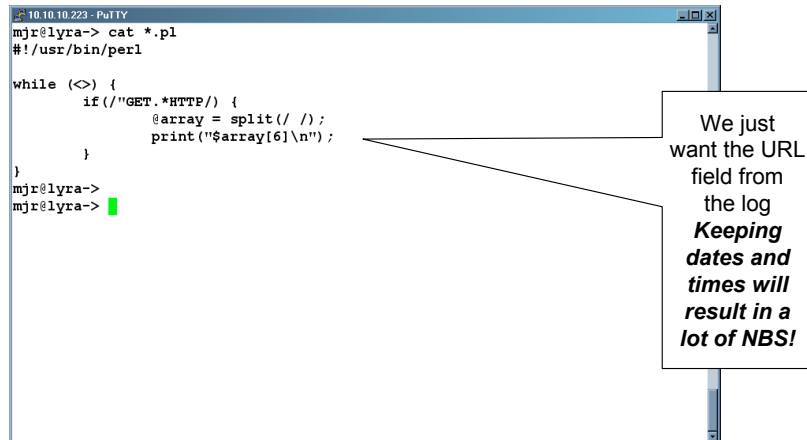 10.10.10.223 - PuTTY
mjr@lyra-> cat *.pl
#!/usr/bin/perl
while (<>) {
if(/"GET.*HTTP/) {
@array = split(/ /);
print("$array[6]\n");
}
}
mjr@lyra->
mjr@lyra->
We just
want the URL
field from
the log
Keeping
dates and
times will
result in a
lot of NBS!